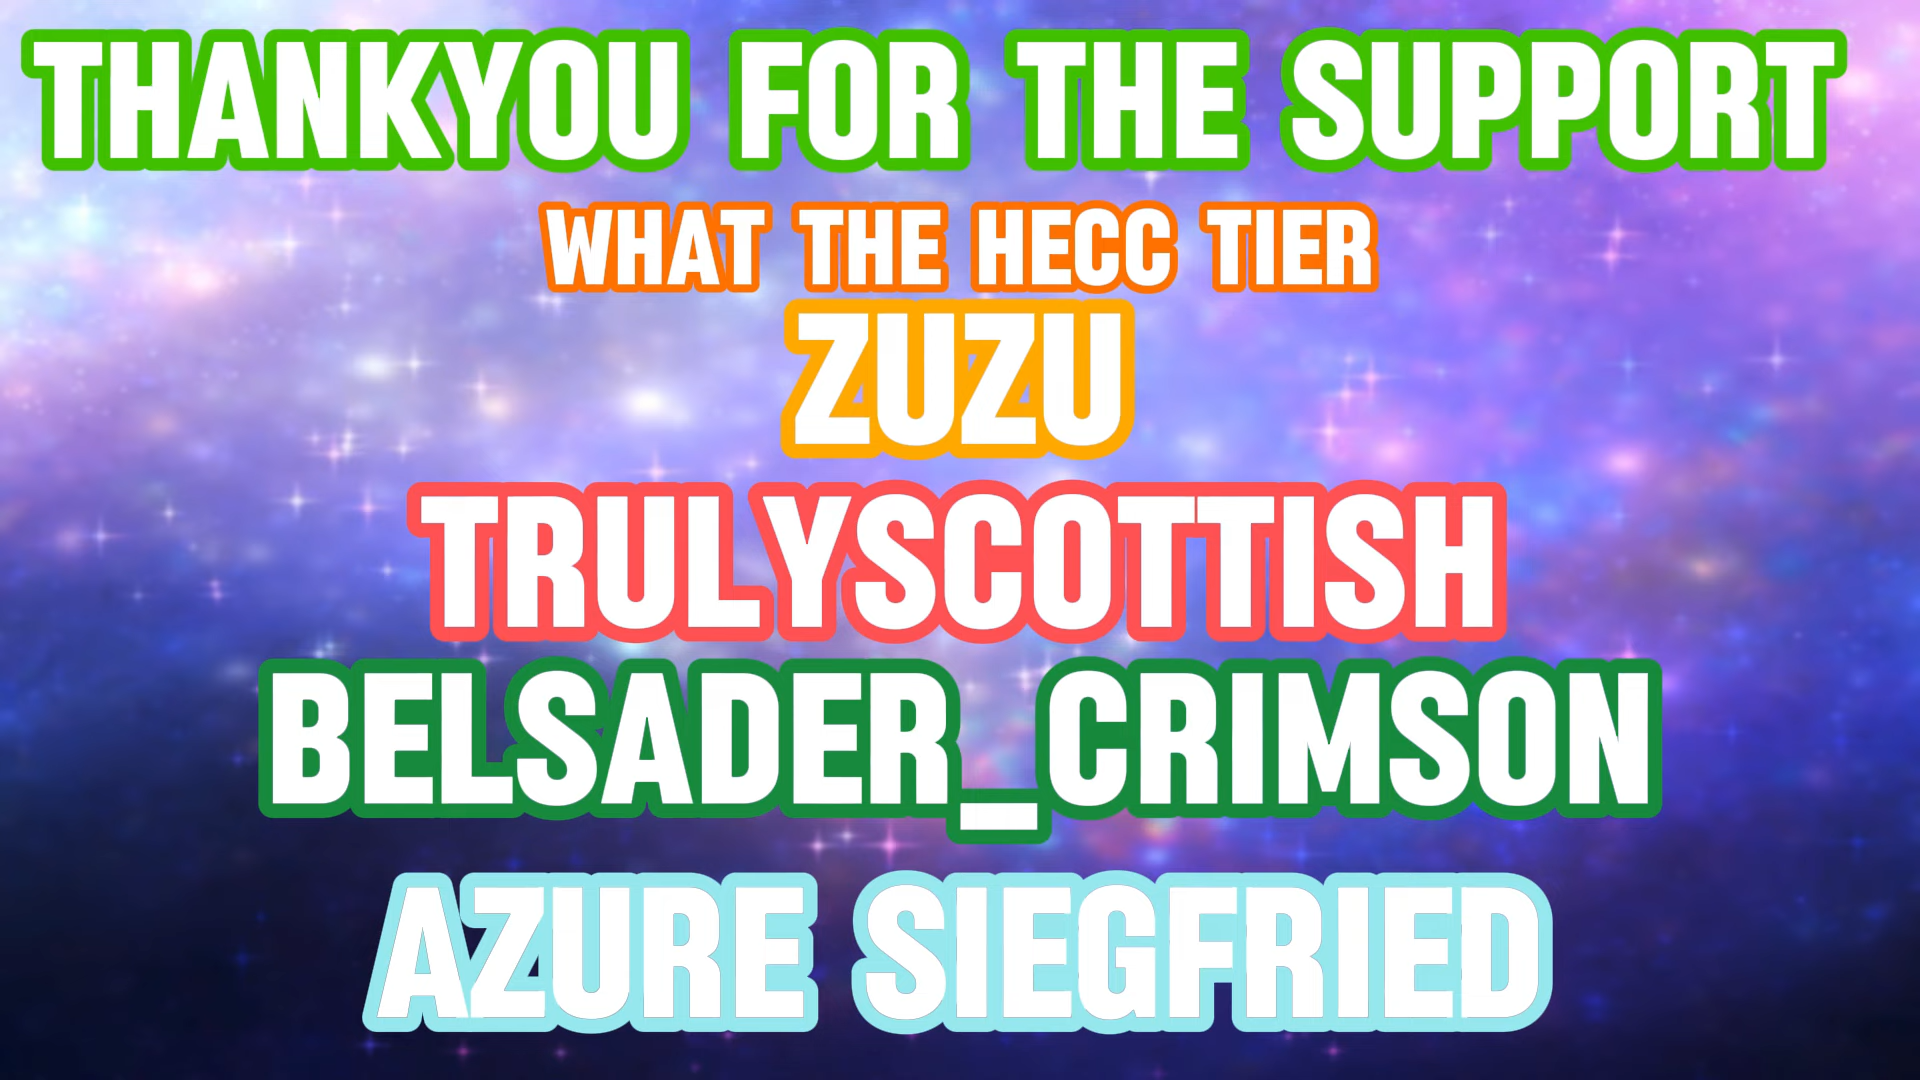 THANKYOU FOR THE SUPPORT
WHAT THE HECC TIER
ZUZU
TRULYSCOTTISH
BELSADER_CRIMSON
AZURE SIEGFRIED